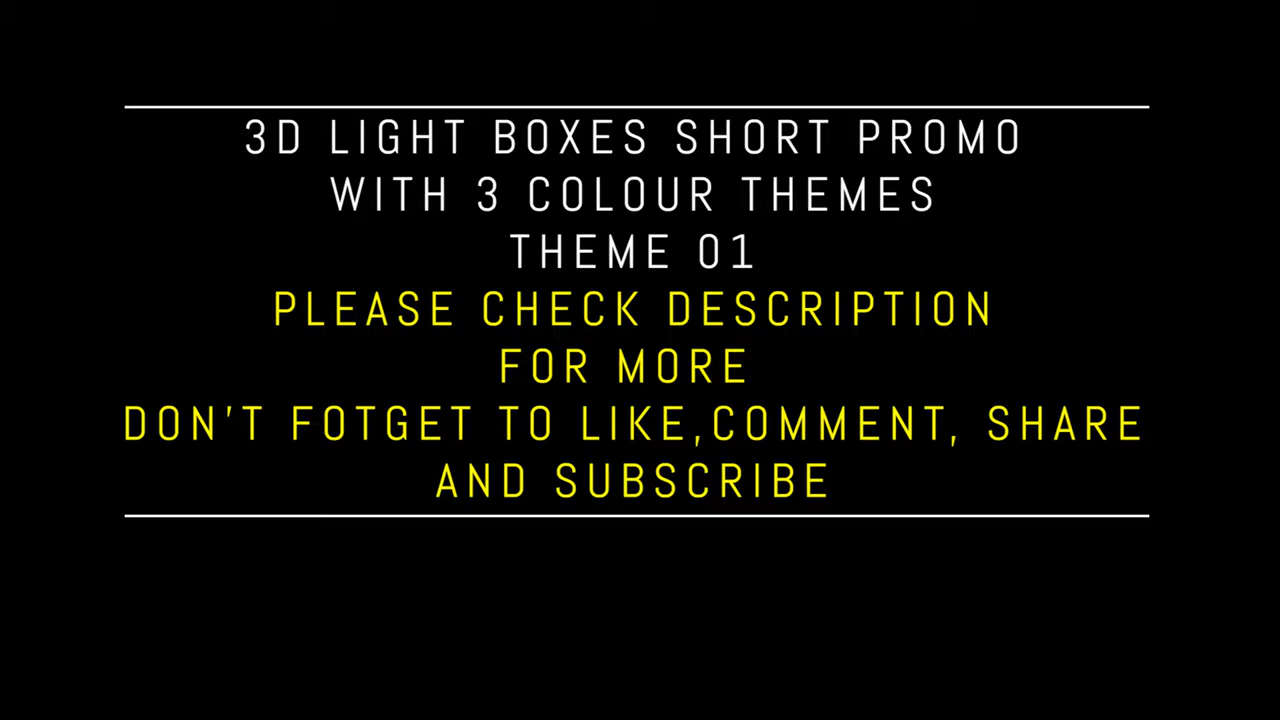 3D LIGHT BOXES SHORT PROMO
WITH 3 COLOUR THEMES
THEME 01
PLEASE CHECK DESCRIPTION
FOR MORE
DON'T FOTGET TO LIKE,COMMENT, SHARE
AND SUBSCRIBE